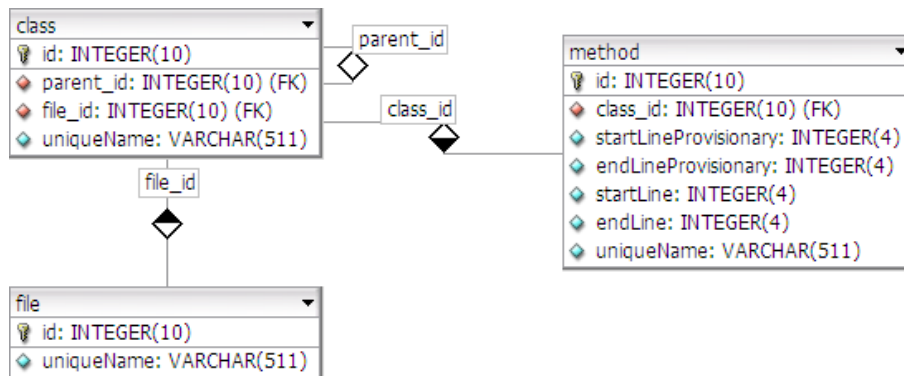 class
id: INTEGER(10)
parent_id: INTEGER(10) (FK)
file_id: INTEGER(10) (FK)
uniqueName: VARCHAR(511)
parent_id
class_id
file_id
method
id: INTEGER(10)
class_id: INTEGER(10) (FK)
startLineProvisionary: INTEGER(4)
endLineProvisionary: INTEGER(4)
startLine: INTEGER(4)
endLine: INTEGER(4)
uniqueName: VARCHAR(511)
file
id: INTEGER(10)
uniqueName: VARCHAR(511)